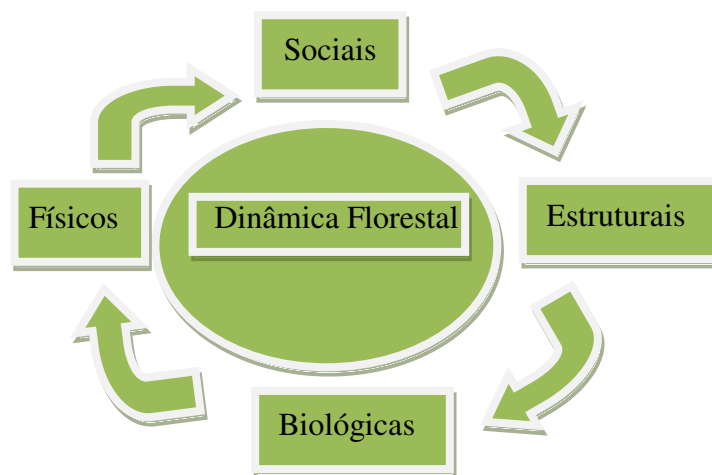 Sociais
Físicos
Dinâmica Florestal
Estruturais
Biológicas